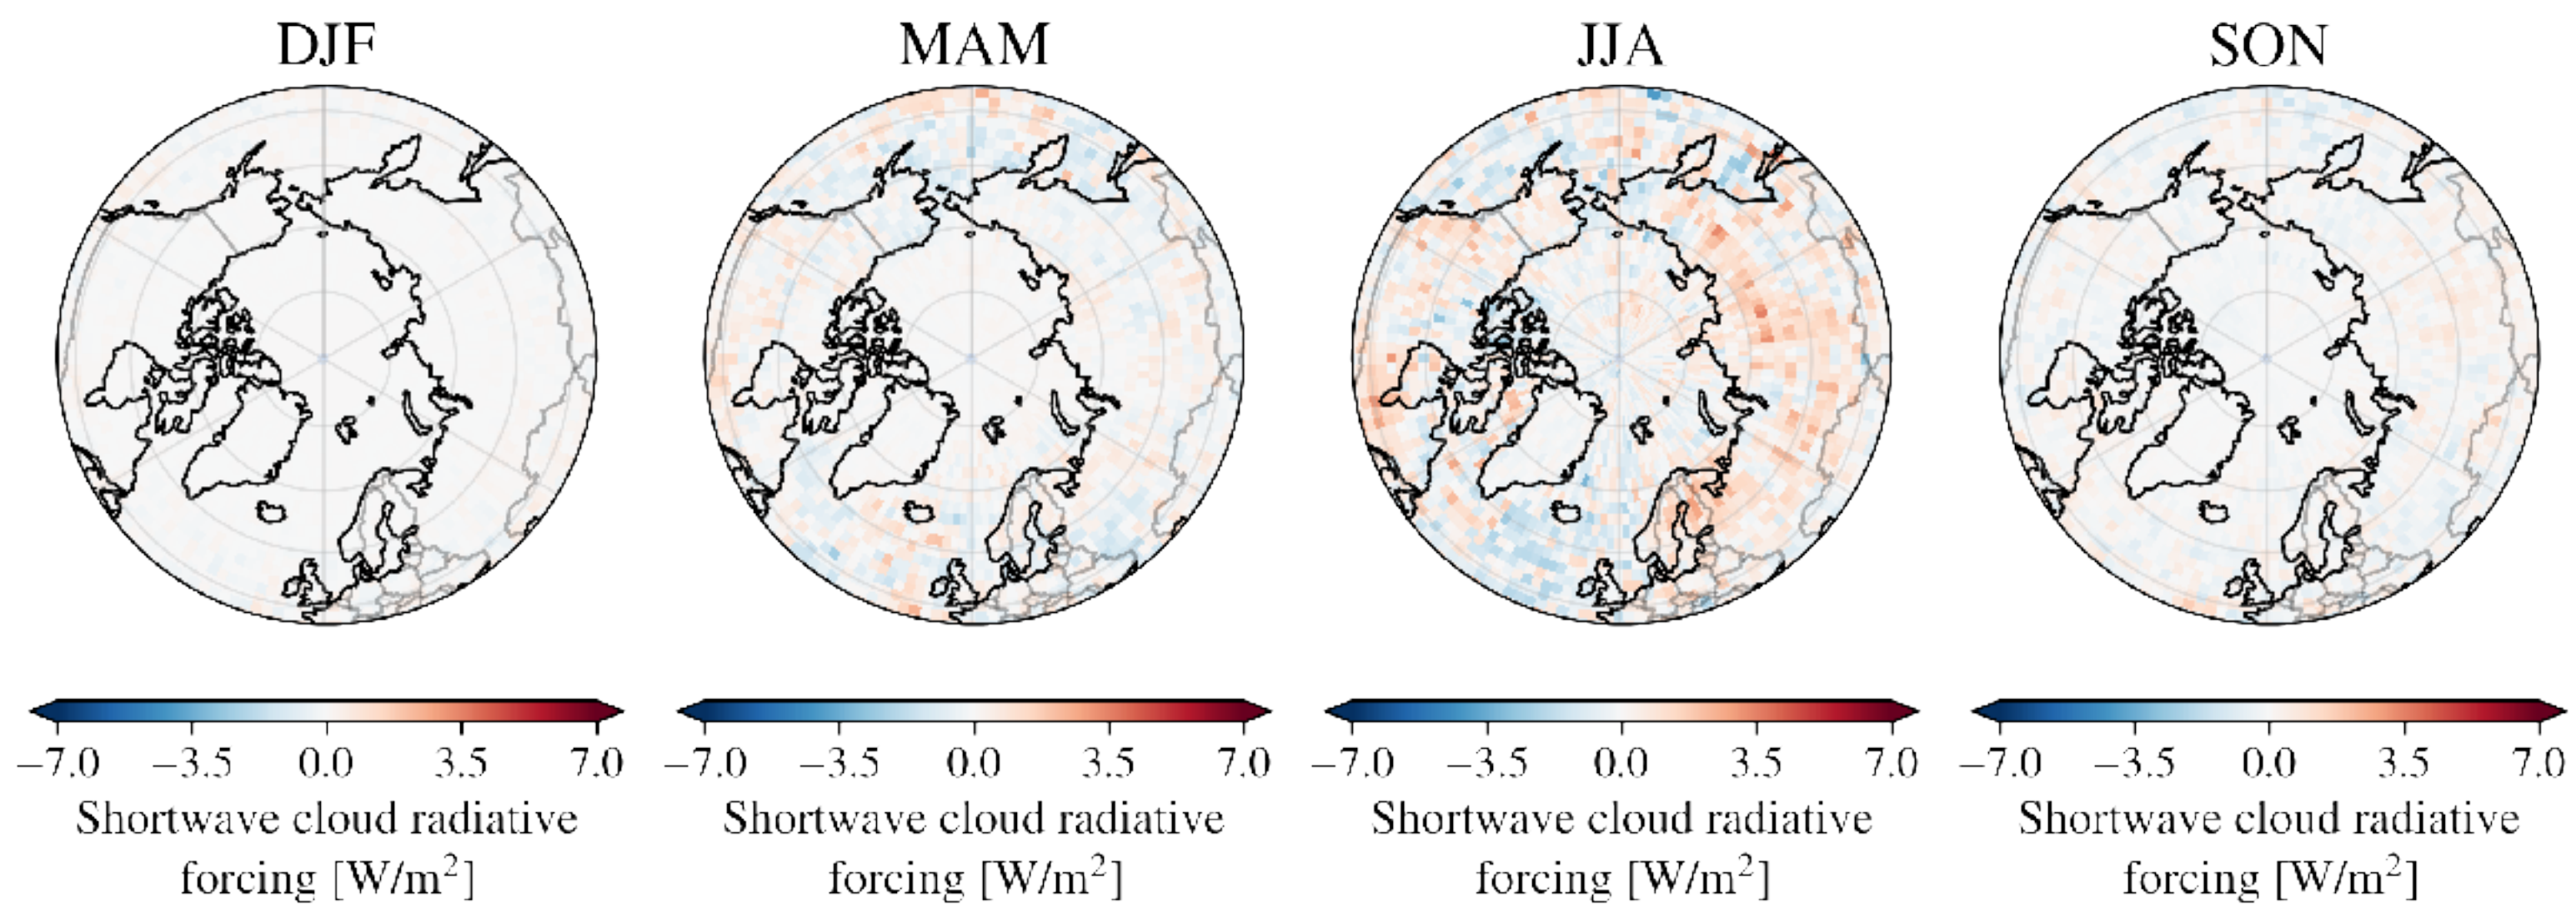 DJF MAM JJA SON
−7.0 −3.5 0.0 3.5 7.0 −7.0 −3.5 0.0 3.5 7.0 −7.0 −3.5 0.0 3.5 7.0 −7.0 −3.5 0.0 3.5 7.0
Shortwave cloud radiative Shortwave cloud radiative Shortwave cloud radiative Shortwave cloud radiative
forcing [W/m²] forcing [W/m²] forcing [W/m²] forcing [W/m²]